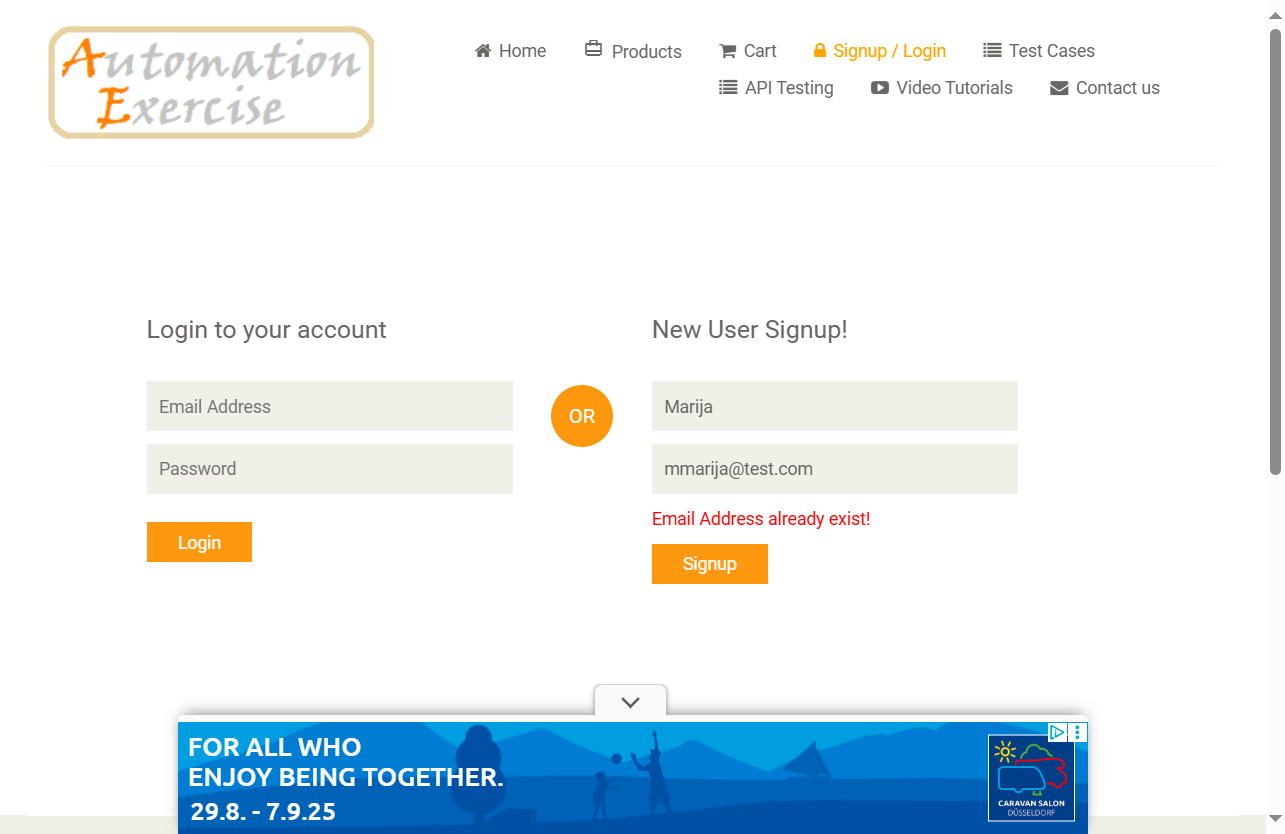 Automation
Exercise
Home
Products
Cart
Signup / Login
Test Cases
API Testing
Video Tutorials
Contact us
Login to your account
Email Address
Password
Login
OR
New User Signup!
Marija
mmarija@test.com
Email Address already exist!
Signup
FOR ALL WHO
ENJOY BEING TOGETHER.
29.8. - 7.9.25
CARAVAN SALON
DÜSSELDORF